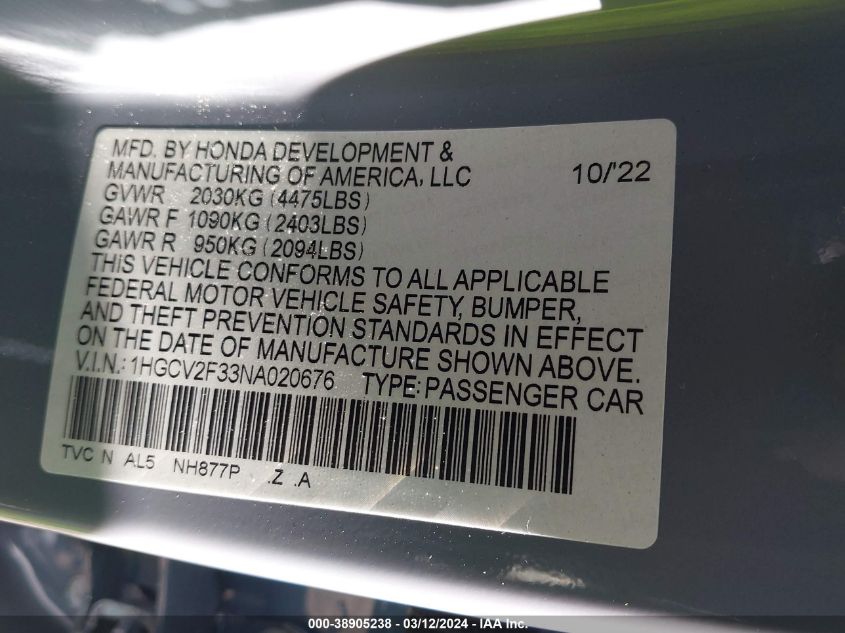 MFD. BY HONDA DEVELOPMENT &
MANUFACTURING OF AMERICA, LLC 10/'22
GVWR 2030KG (4475LBS)
GAWR F 1090KG (2403LBS)
GAWR R 950KG (2094LBS)
THIS VEHICLE CONFORMS TO ALL APPLICABLE
FEDERAL MOTOR VEHICLE SAFETY, BUMPER,
AND THEFT PREVENTION STANDARDS IN EFFECT
ON THE DATE OF MANUFACTURE SHOWN ABOVE.
V.I.N.: 1HGCV2F33NA020676 TYPE: PASSENGER CAR
TVC N AL5 NH877P .Z .A
000-38905238 - 03/12/2024 - IAA Inc.